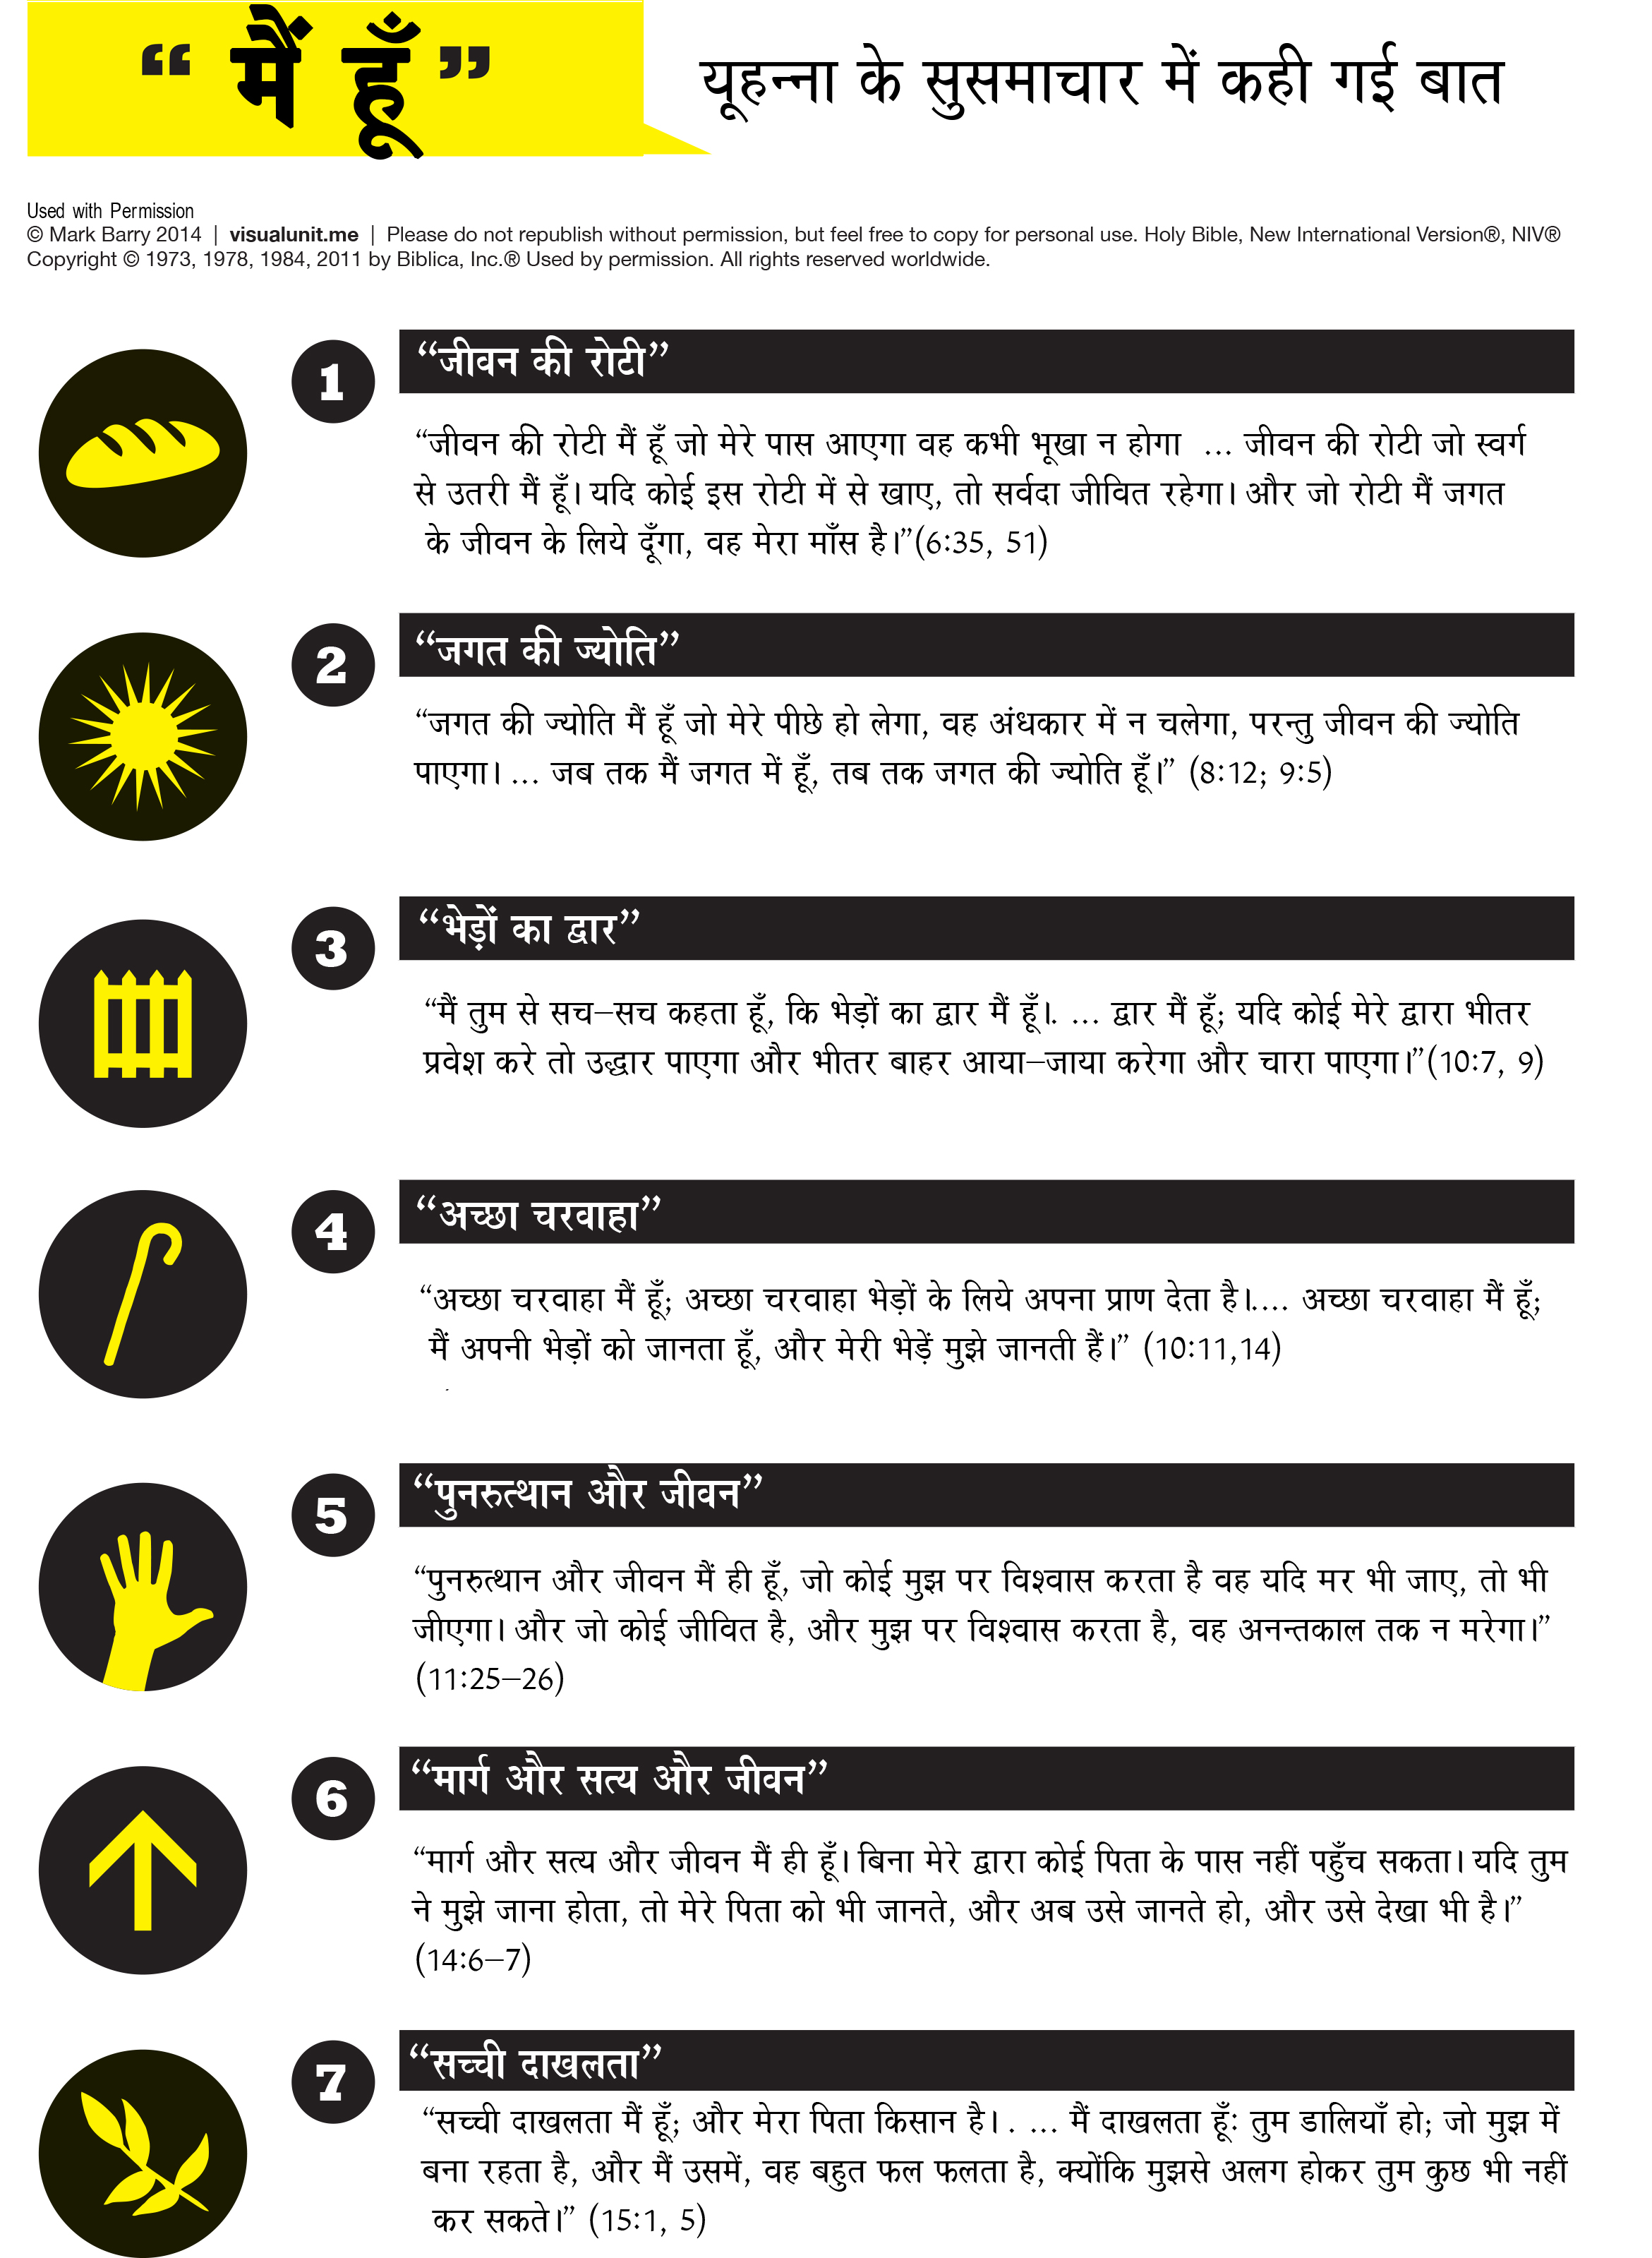 “ मैं हूँ ”
यूहन्ना के सुसमाचार में कही गई बात
Used with Permission
© Mark Barry 2014 | visualunit.me | Please do not republish without permission, but feel free to copy for personal use. Holy Bible, New International Version®, NIV®
Copyright © 1973, 1978, 1984, 2011 by Biblica, Inc.® Used by permission. All rights reserved worldwide.
1 “जीवन की रोटी”
“जीवन की रोटी मैं हूँ जो मेरे पास आएगा वह कभी भूखा न होगा ... जीवन की रोटी जो स्वर्ग
से उतरी मैं हूँ। यदि कोई इस रोटी में से खाए, तो सर्वदा जीवित रहेगा। और जो रोटी मैं जगत
के जीवन के लिये दूँगा, वह मेरा माँस है।”(6:35, 51)
2 “जगत की ज्योति”
“जगत की ज्योति मैं हूँ जो मेरे पीछे हो लेगा, वह अंधकार में न चलेगा, परन्तु जीवन की ज्योति
पाएगा। ... जब तक मैं जगत में हूँ, तब तक जगत की ज्योति हूँ।” (8:12; 9:5)
3 “भेड़ों का द्वार”
“मैं तुम से सच–सच कहता हूँ, कि भेड़ों का द्वार मैं हूँ।. ... द्वार मैं हूँ; यदि कोई मेरे द्वारा भीतर
प्रवेश करे तो उद्धार पाएगा और भीतर बाहर आया–जाया करेगा और चारा पाएगा।”(10:7, 9)
4 “अच्छा चरवाहा”
“अच्छा चरवाहा मैं हूँ; अच्छा चरवाहा भेड़ों के लिये अपना प्राण देता है।.... अच्छा चरवाहा मैं हूँ;
मैं अपनी भेड़ों को जानता हूँ, और मेरी भेड़ें मुझे जानती हैं।” (10:11,14)
5 “पुनरुत्थान और जीवन”
“पुनरुत्थान और जीवन मैं ही हूँ, जो कोई मुझ पर विश्वास करता है वह यदि मर भी जाए, तो भी
जीएगा। और जो कोई जीवित है, और मुझ पर विश्वास करता है, वह अनन्तकाल तक न मरेगा।”
(11:25–26)
6 “मार्ग और सत्य और जीवन”
“मार्ग और सत्य और जीवन मैं ही हूँ। बिना मेरे द्वारा कोई पिता के पास नहीं पहुँच सकता। यदि तुम
ने मुझे जाना होता, तो मेरे पिता को भी जानते, और अब उसे जानते हो, और उसे देखा भी है।”
(14:6–7)
7 “सच्ची दाखलता”
“सच्ची दाखलता मैं हूँ; और मेरा पिता किसान है। . ... मैं दाखलता हूँः तुम डालियाँ हो; जो मुझ में
बना रहता है, और मैं उसमें, वह बहुत फल फलता है, क्योंकि मुझसे अलग होकर तुम कुछ भी नहीं
कर सकते।” (15:1, 5)